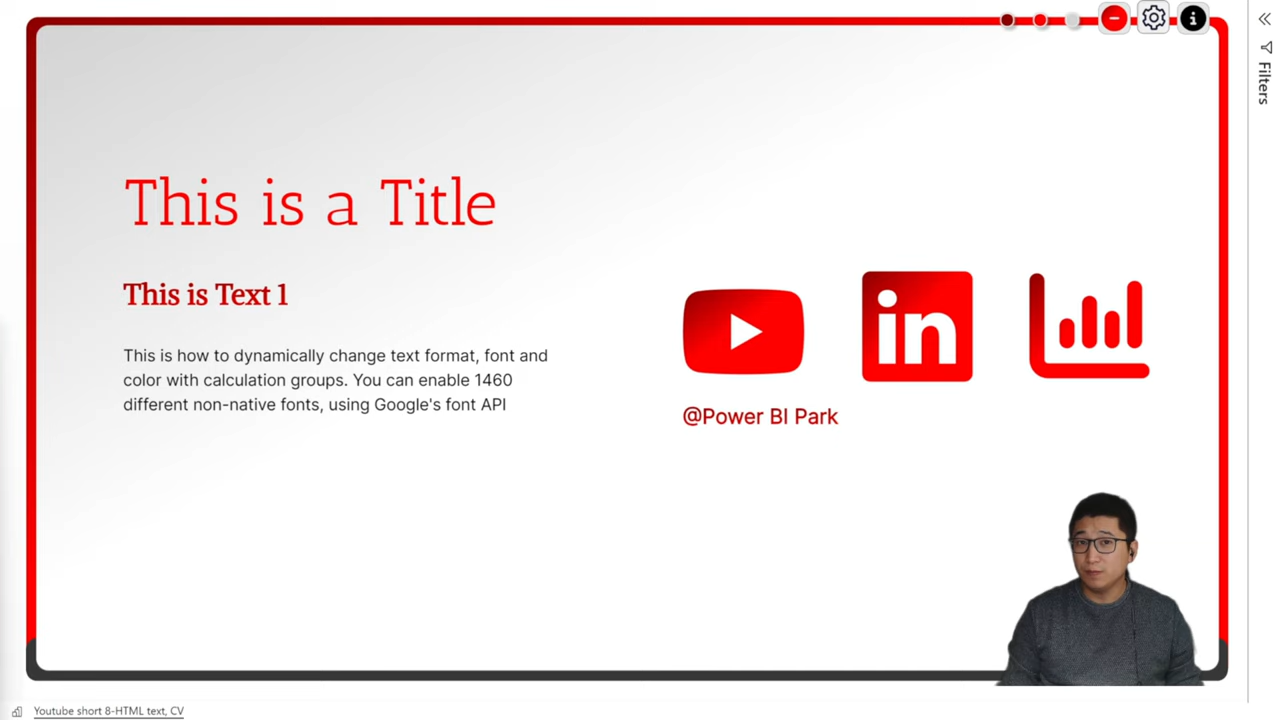 Filters
This is a Title
This is Text 1
This is how to dynamically change text format, font and
color with calculation groups. You can enable 1460
different non-native fonts, using Google's font API
in
@Power BI Park
Youtube short 8-HTML text, CV